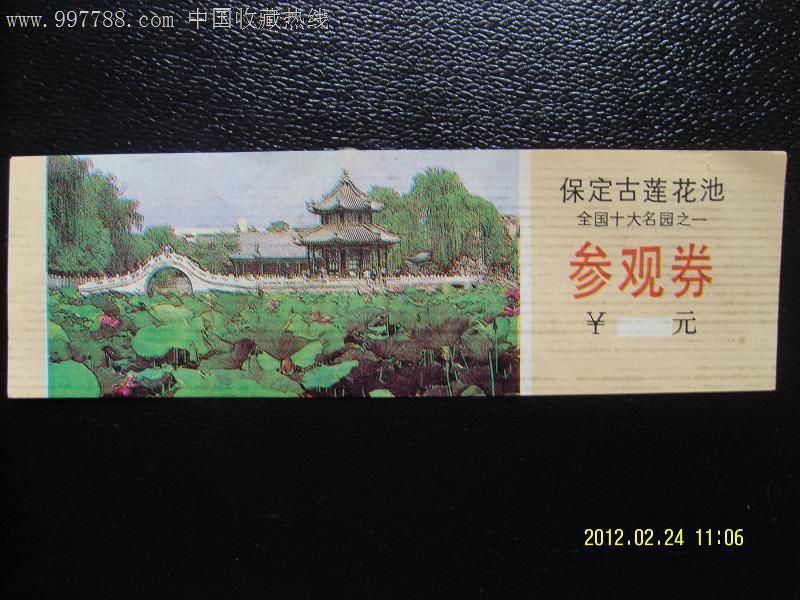 www.997788.com 中国收藏热线
保定古莲花池
全国十大名园之一
参观券
￥ 元
2012.02.24 11:06